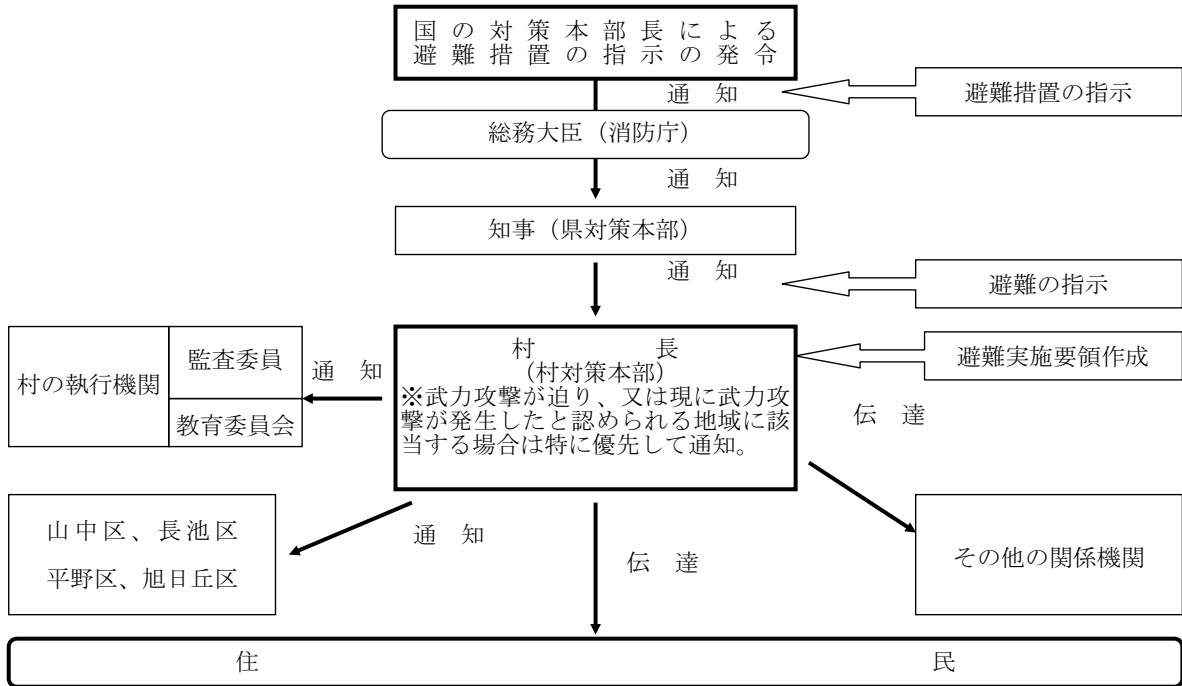 国の対策本部長による
避難措置の指示の発令
通 知
避難措置の指示
総務大臣（消防庁）
通 知
知事（県対策本部）
通 知
避難の指示
村の執行機関
監査委員
教育委員会
通 知
村 長
（村対策本部）
※武力攻撃が迫り、又は現に武力攻
撃が発生したと認められる地域に該
当する場合は特に優先して通知。
避難実施要領作成
伝 達
山中区、長池区
平野区、旭日丘区
通 知
伝 達
その他の関係機関
住 民